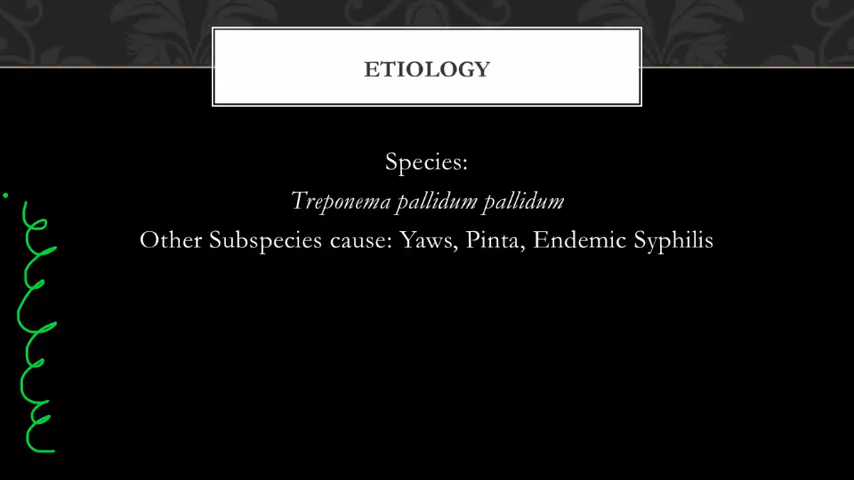 ETIOLOGY
Species:
Treponema pallidum pallidum
Other Subspecies cause: Yaws, Pinta, Endemic Syphilis